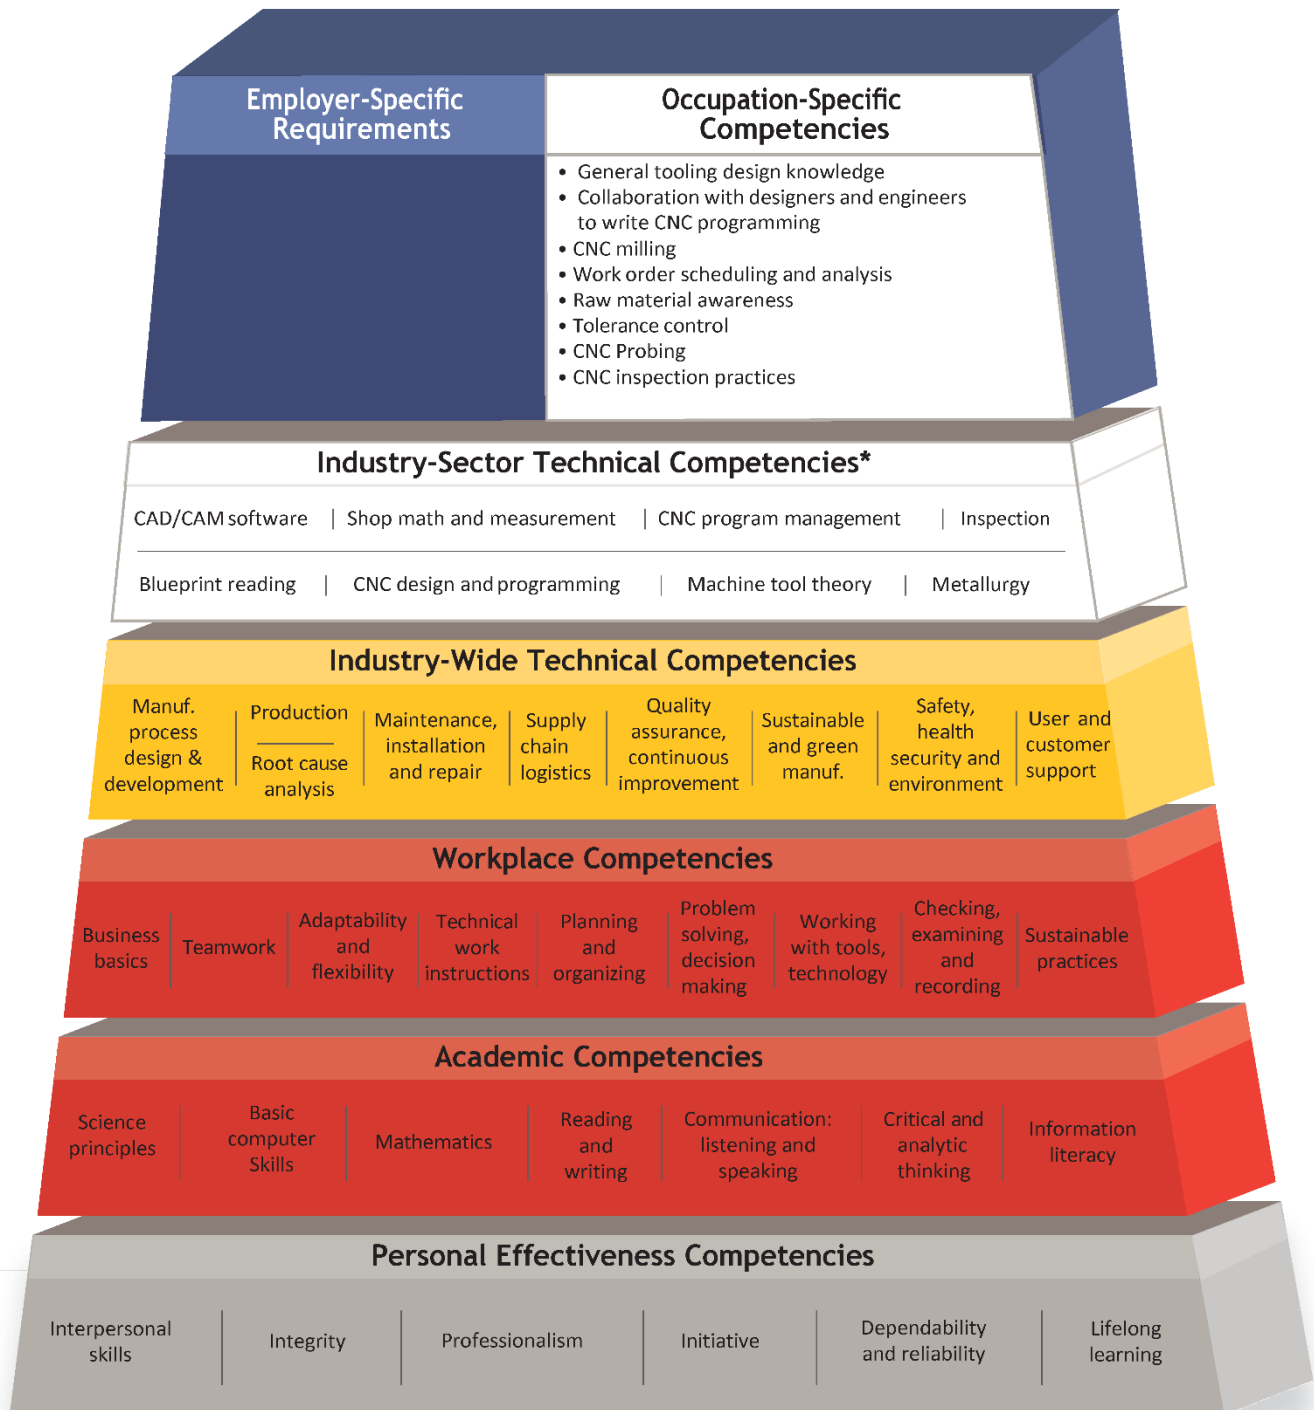 Employer-Specific
Requirements
Occupation-Specific
Competencies
• General tooling design knowledge
• Collaboration with designers and engineers
to write CNC programming
• CNC milling
• Work order scheduling and analysis
• Raw material awareness
• Tolerance control
• CNC Probing
• CNC inspection practices
Industry-Sector Technical Competencies*
CAD/CAM software | Shop math and measurement | CNC program management | Inspection
Blueprint reading | CNC design and programming | Machine tool theory | Metallurgy
Industry-Wide Technical Competencies
Manuf.
process
design &
development
Production
Root cause
analysis
Maintenance,
installation
and repair
Supply
chain
logistics
Quality
assurance,
continuous
improvement
Sustainable
and green
manuf.
Safety,
health
security and
environment
User and
customer
support
Workplace Competencies
Business
basics
Teamwork
Adaptability
and
flexibility
Technical
work
instructions
Planning
and
organizing
Problem
solving,
decision
making
Working
with tools,
technology
Checking,
examining
and
recording
Sustainable
practices
Academic Competencies
Science
principles
Basic
computer
Skills
Mathematics
Reading
and
writing
Communication:
listening and
speaking
Critical and
analytic
thinking
Information
literacy
Personal Effectiveness Competencies
Interpersonal
skills
Integrity
Professionalism
Initiative
Dependability
and reliability
Lifelong
learning